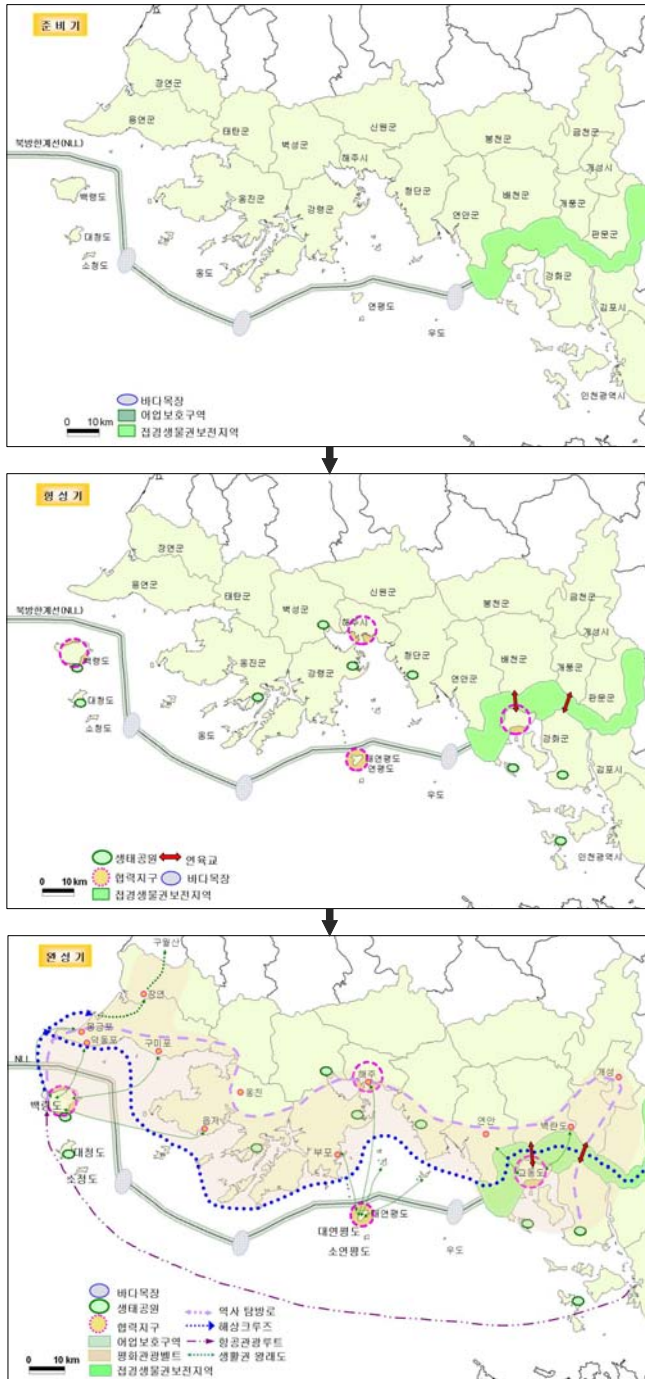 준 비 기
장연군
용연군
태탄군
벽성군
신원군
해주시
봉천군
금천군
개성시
북방한계선(NLL)
백령도
옹진군
강령군
청단군
연안군
배천군
개풍군
판문군
대청도
소청도
옹도
연평도
우도
강화군
김포시
인천광역시
바다목장
어업보호구역
접경생물권보전지역
0 10 km
형 성 기
장연군
용연군
태탄군
벽성군
신원군
해주시
봉천군
금천군
개성시
북방한계선(NLL)
백령도
옹진군
강령군
청단군
연안군
배천군
개풍군
판문군
대청도
소청도
옹도
대연평도
연평도
우도
강화군
김포시
인천광역시
생태공원 연육교
협력지구 바다목장
접경생물권보전지역
0 10 km
완 성 기
구월산
장연
몽금포
구미포
NLL
해주
개성
백령도
옹진
읍저
연안
벽란도
부포
교동도
대청도
소청도
대연평도
대연평도
소연평도
우도
바다목장
생태공원 역사 탐방로
협력지구 해상크루즈
어업보호구역 항공관광루트
평화관광벨트 생활권 왕래도
접경생물권보전지역
0 10 km